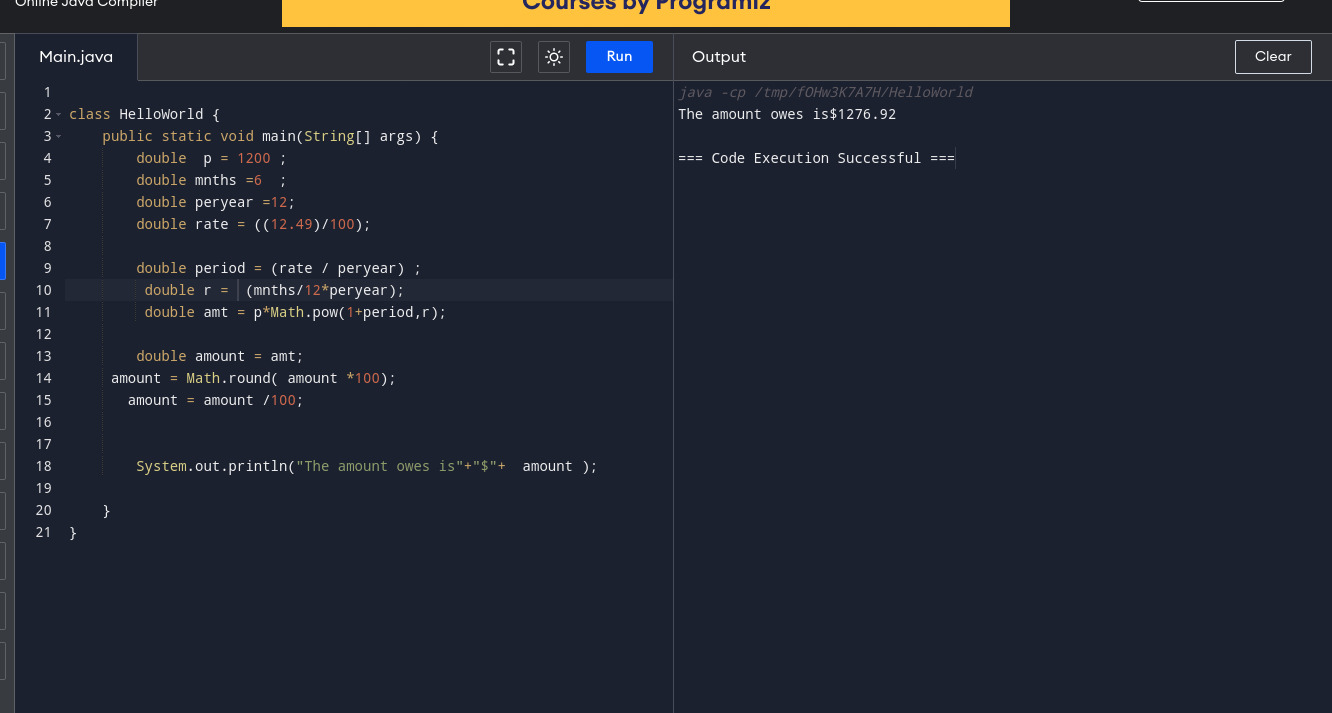 Online Java Compiler
Courses by Programiz
Main.java
Run
Output
Clear
1
2 class HelloWorld {
3 public static void main(String[] args) {
4 double  p = 1200 ;
5 double mnths =6  ;
6 double peryear =12;
7 double rate = ((12.49)/100);
8
9 double period = (rate / peryear) ;
10 double r =  (mnths/12*peryear);
11 double amt = p*Math.pow(1+period,r);
12
13 double amount = amt;
14 amount = Math.round( amount *100);
15 amount = amount /100;
16
17
18 System.out.println("The amount owes is"+"$"+  amount );
19
20 }
21 }
java -cp /tmp/fOHw3K7A7H/HelloWorld
The amount owes is$1276.92
=== Code Execution Successful ===